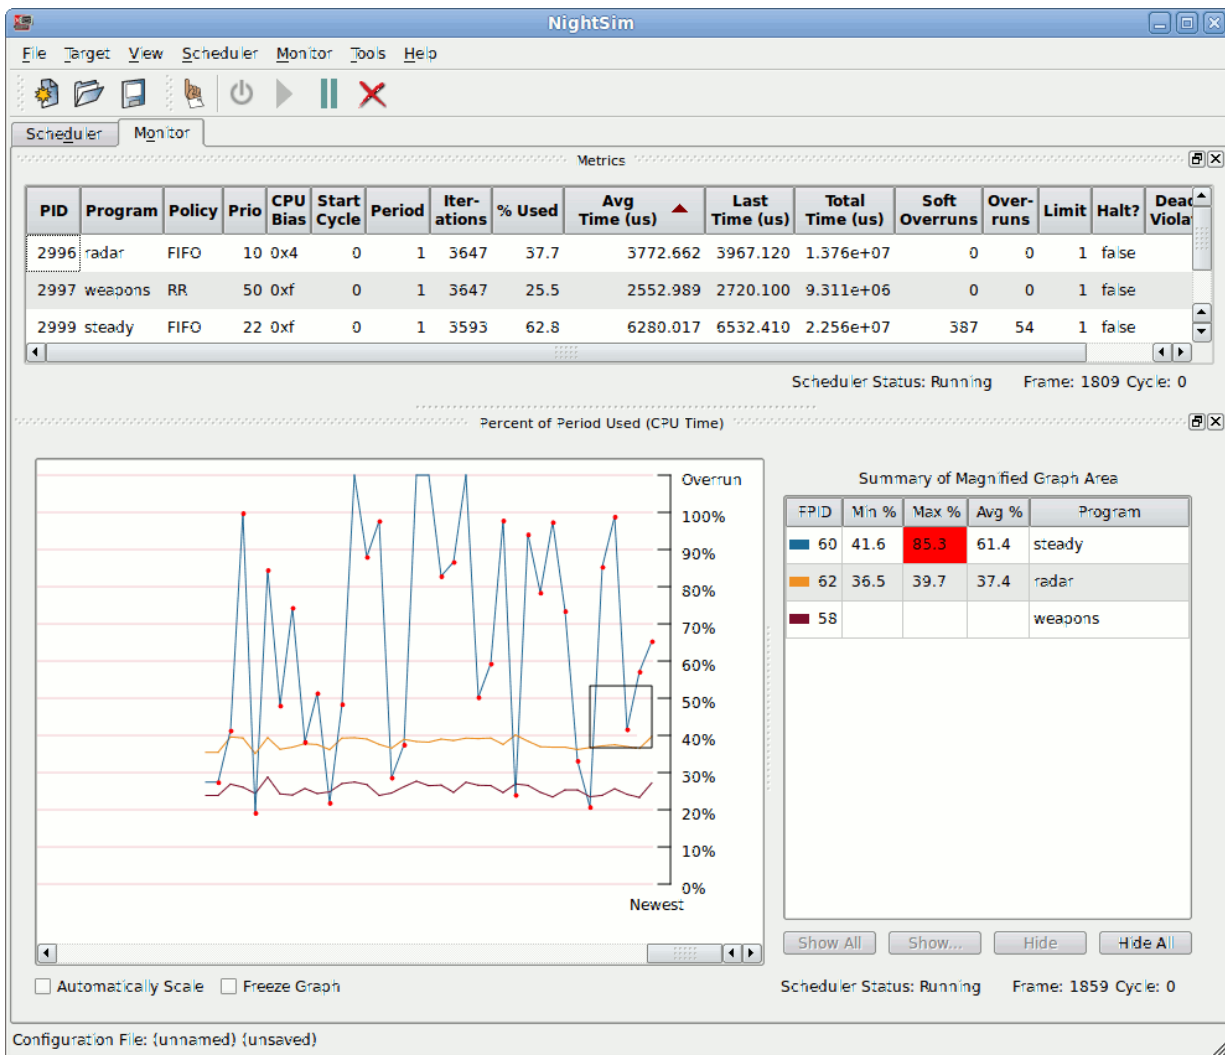 NightSim
File Target View Scheduler Monitor Tools Help
Scheduler Monitor
Metrics
PID Program Policy Prio CPU Bias Start Cycle Period Iter-ations % Used Avg Time (us) Last Time (us) Total Time (us) Soft Overruns Over-runs Limit Halt? Dead Viola
2996 radar FIFO 10 0x4 0 1 3647 37.7 3772.662 3967.120 1.376e+07 0 0 1 false
2997 weapons RR 50 0xf 0 1 3647 25.5 2552.989 2720.100 9.311e+06 0 0 1 false
2999 steady FIFO 22 0xf 0 1 3593 62.8 6280.017 6532.410 2.256e+07 387 54 1 false
Scheduler Status: Running Frame: 1809 Cycle: 0
Percent of Period Used (CPU Time)
Overrun
100%
90%
80%
70%
60%
50%
40%
30%
20%
10%
0%
Newest
Summary of Magnified Graph Area
FPID Min % Max % Avg % Program
60 41.6 85.3 61.4 steady
62 36.5 39.7 37.4 radar
58 weapons
Show All Show... Hide Hide All
Automatically Scale Freeze Graph
Scheduler Status: Running Frame: 1859 Cycle: 0
Configuration File: (unnamed) (unsaved)